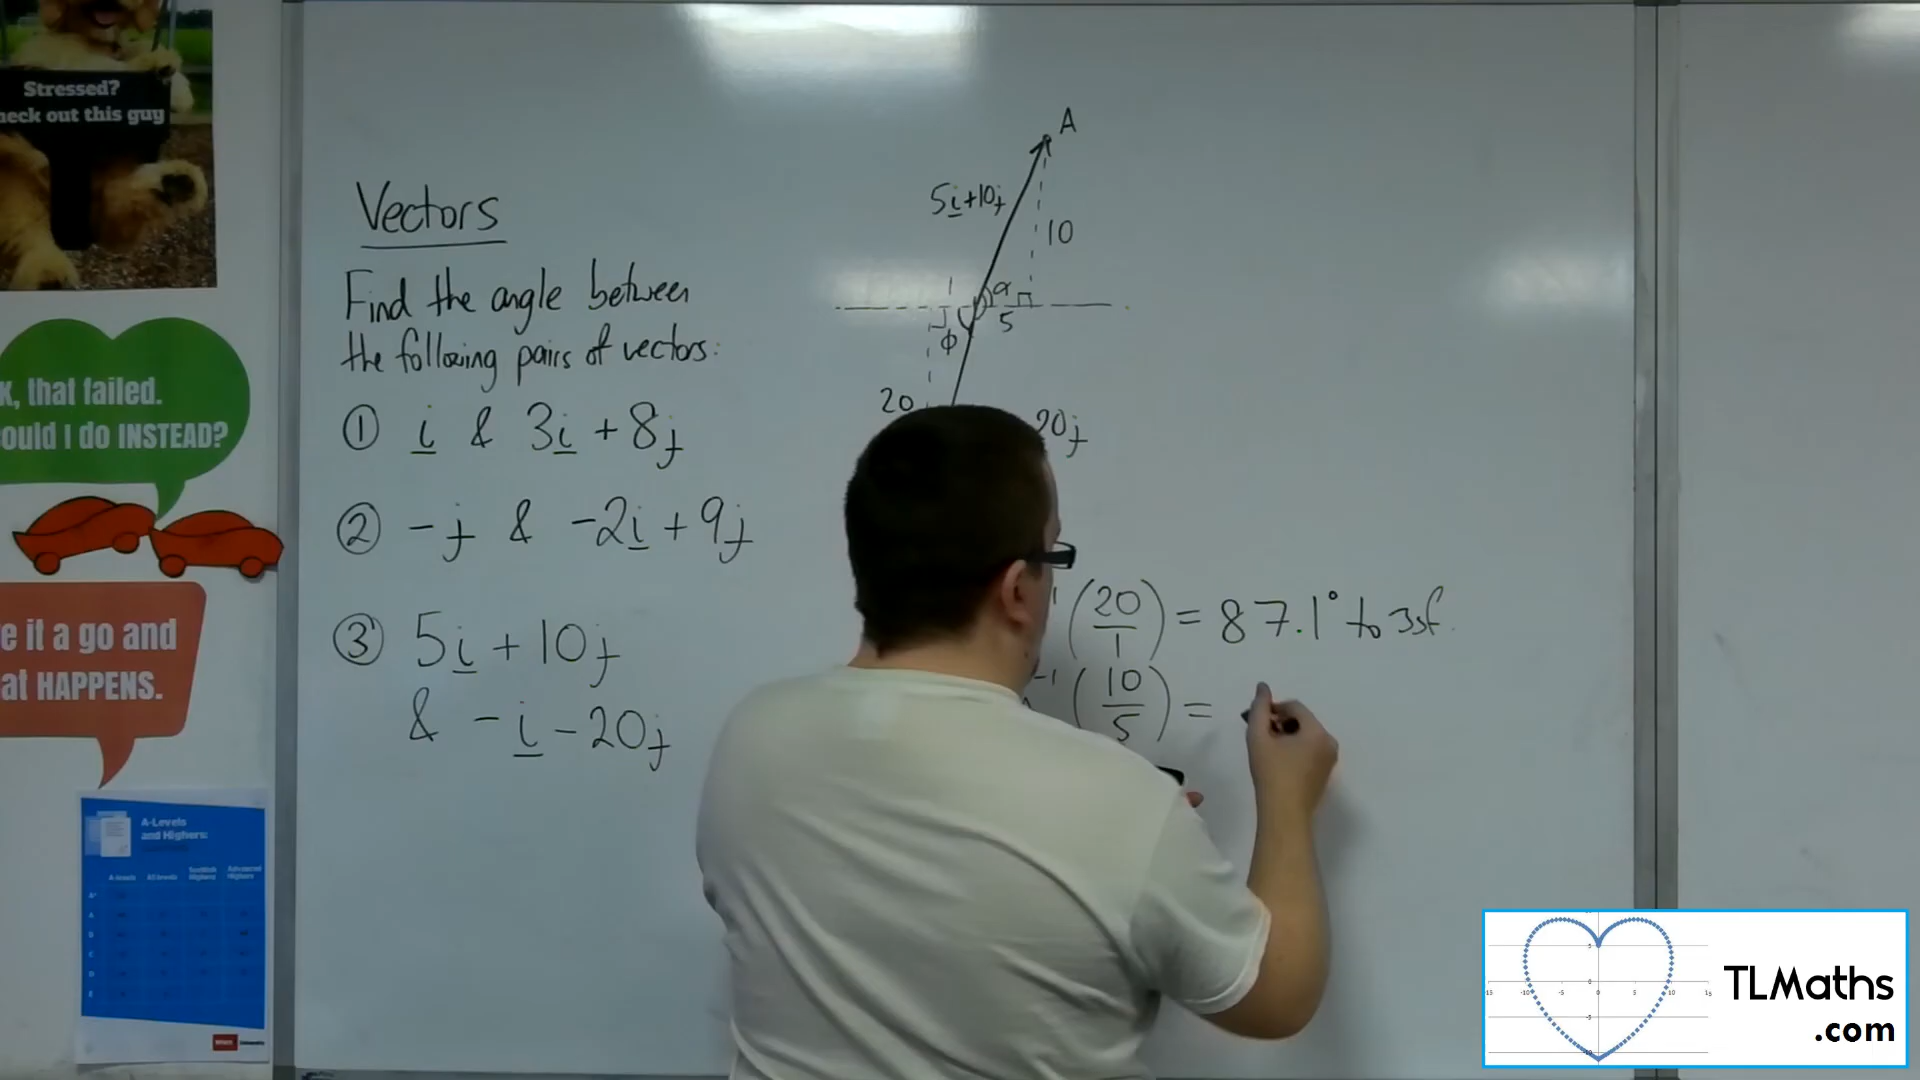 Stressed?
heck out this guy
K, that failed.
ould I do INSTEAD?
e it a go and
at HAPPENS.
A-Levels
and Highers:
Vectors
Find the angle between
the following pairs of vectors:
① i & 3i + 8j
② -j & -2i + 9j
③ 5i + 10j
& -i - 20j
A
5i+10j
10
1
α
5
φ
20
20j
-1 (20/1) = 87.1° to 3sf.
-1 (10/5) =
TLMaths
.com